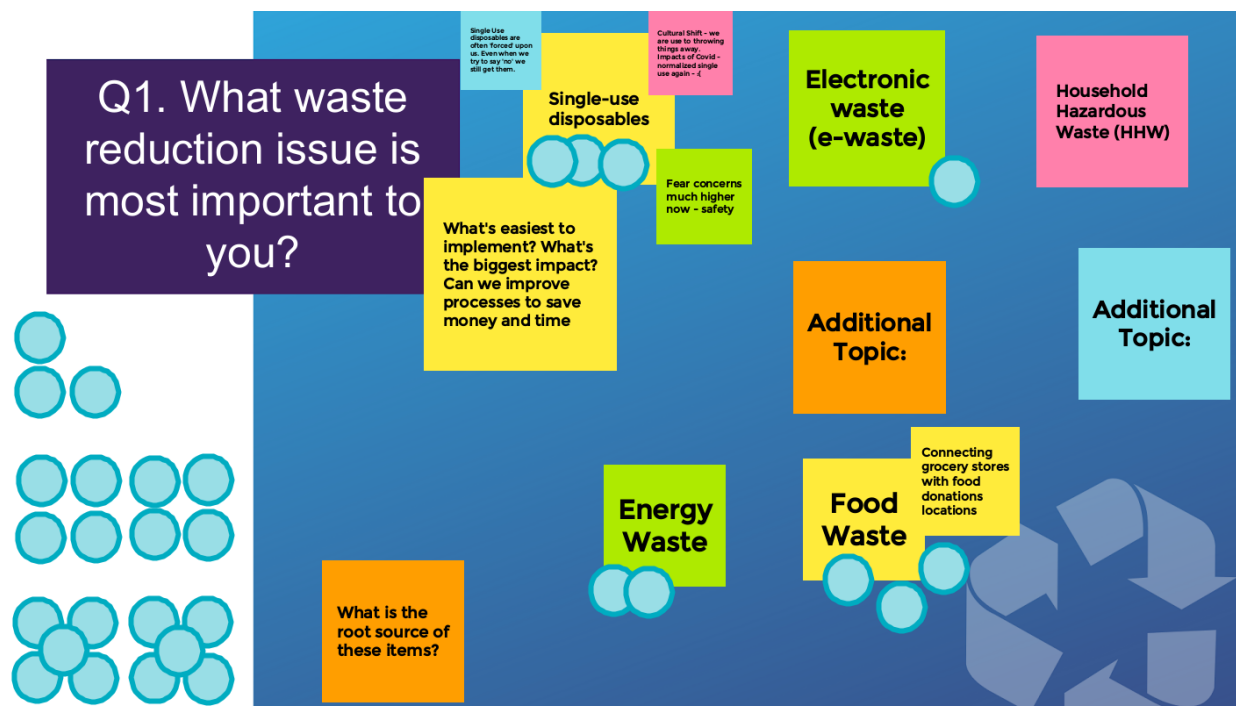 Q1. What waste
reduction issue is
most important to
you?
Single Use
disposables are
often 'forced' upon
us. Even when we
try to say 'no' we
still get them.
Cultural Shift - we
are use to throwing
things away.
Impacts of Covid -
normalized single
use again - :(
Single-use
disposables
Fear concerns
much higher
now - safety
What's easiest to
implement? What's
the biggest impact?
Can we improve
processes to save
money and time
Electronic
waste
(e-waste)
Household
Hazardous
Waste (HHW)
Additional
Topic:
Additional
Topic:
Energy
Waste
Food
Waste
Connecting
grocery stores
with food
donations
locations
What is the
root source of
these items?